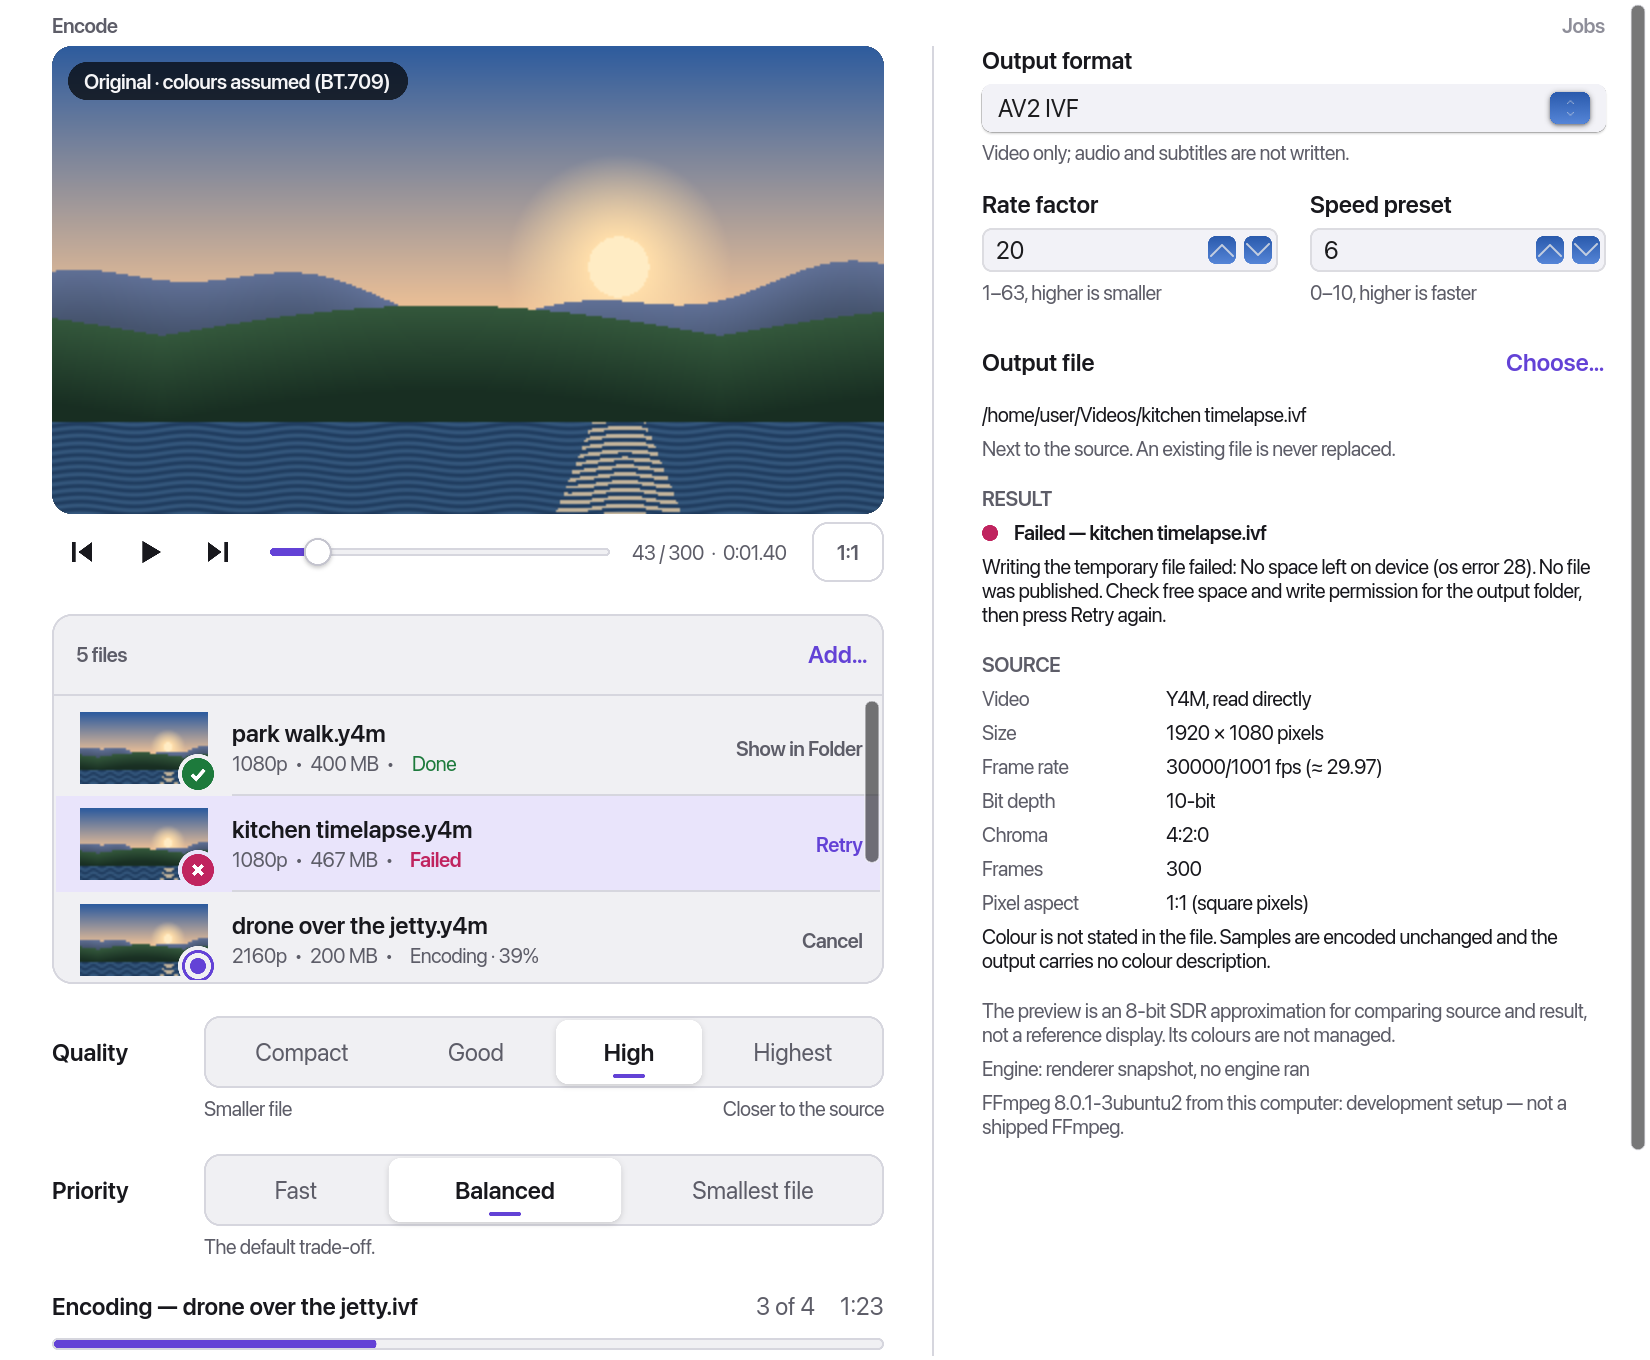 Encode
Jobs
Original · colours assumed (BT.709)
43 / 300 · 0:01.40
1:1
5 files
Add…
park walk.y4m
1080p • 400 MB • Done
Show in Folder
kitchen timelapse.y4m
1080p • 467 MB • Failed
Retry
drone over the jetty.y4m
2160p • 200 MB • Encoding · 39%
Cancel
Quality
Compact
Good
High
Highest
Smaller file
Closer to the source
Priority
Fast
Balanced
Smallest file
The default trade-off.
Encoding — drone over the jetty.ivf
3 of 4
1:23
Output format
AV2 IVF
Video only; audio and subtitles are not written.
Rate factor
Speed preset
20
6
1–63, higher is smaller
0–10, higher is faster
Output file
Choose…
/home/user/Videos/kitchen timelapse.ivf
Next to the source. An existing file is never replaced.
RESULT
Failed — kitchen timelapse.ivf
Writing the temporary file failed: No space left on device (os error 28). No file
was published. Check free space and write permission for the output folder,
then press Retry again.
SOURCE
Video Y4M, read directly
Size 1920 × 1080 pixels
Frame rate 30000/1001 fps (≈ 29.97)
Bit depth 10-bit
Chroma 4:2:0
Frames 300
Pixel aspect 1:1 (square pixels)
Colour is not stated in the file. Samples are encoded unchanged and the
output carries no colour description.
The preview is an 8-bit SDR approximation for comparing source and result,
not a reference display. Its colours are not managed.
Engine: renderer snapshot, no engine ran
FFmpeg 8.0.1-3ubuntu2 from this computer: development setup — not a
shipped FFmpeg.